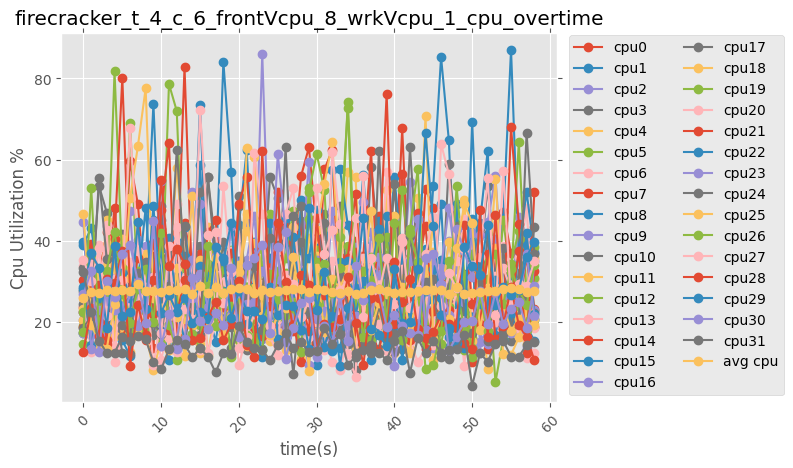 firecracker_t_4_c_6_frontVcpu_8_wrkVcpu_1_cpu_overtime
Cpu Utilization %
80
60
40
20
0
10
20
30
40
50
60
time(s)
cpu0
cpu1
cpu2
cpu3
cpu4
cpu5
cpu6
cpu7
cpu8
cpu9
cpu10
cpu11
cpu12
cpu13
cpu14
cpu15
cpu16
cpu17
cpu18
cpu19
cpu20
cpu21
cpu22
cpu23
cpu24
cpu25
cpu26
cpu27
cpu28
cpu29
cpu30
cpu31
avg cpu